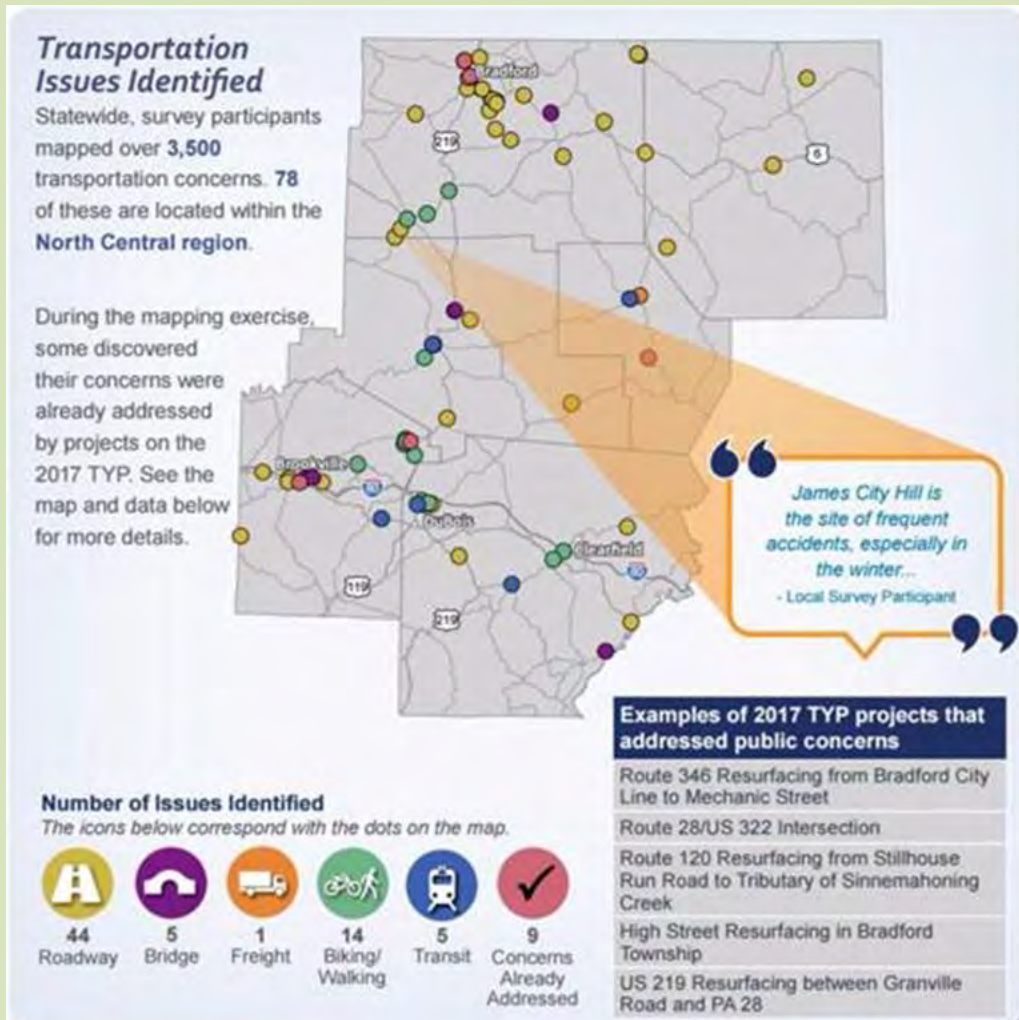 Transportation
Issues Identified
Statewide, survey participants
mapped over 3,500
transportation concerns. 78
of these are located within the
North Central region.
During the mapping exercise,
some discovered
their concerns were
already addressed
by projects on the
2017 TYP. See the
map and data below
for more details.
Bradford
219
6
Brookville
80
DuBois
Clearfield
80
119
219
James City Hill is
the site of frequent
accidents, especially in
the winter...
- Local Survey Participant
Examples of 2017 TYP projects that
addressed public concerns
Route 346 Resurfacing from Bradford City
Line to Mechanic Street
Route 28/US 322 Intersection
Route 120 Resurfacing from Stillhouse
Run Road to Tributary of Sinnemahoning
Creek
High Street Resurfacing in Bradford
Township
US 219 Resurfacing between Granville
Road and PA 28
Number of Issues Identified
The icons below correspond with the dots on the map.
44
Roadway
5
Bridge
1
Freight
14
Biking/
Walking
5
Transit
9
Concerns
Already
Addressed